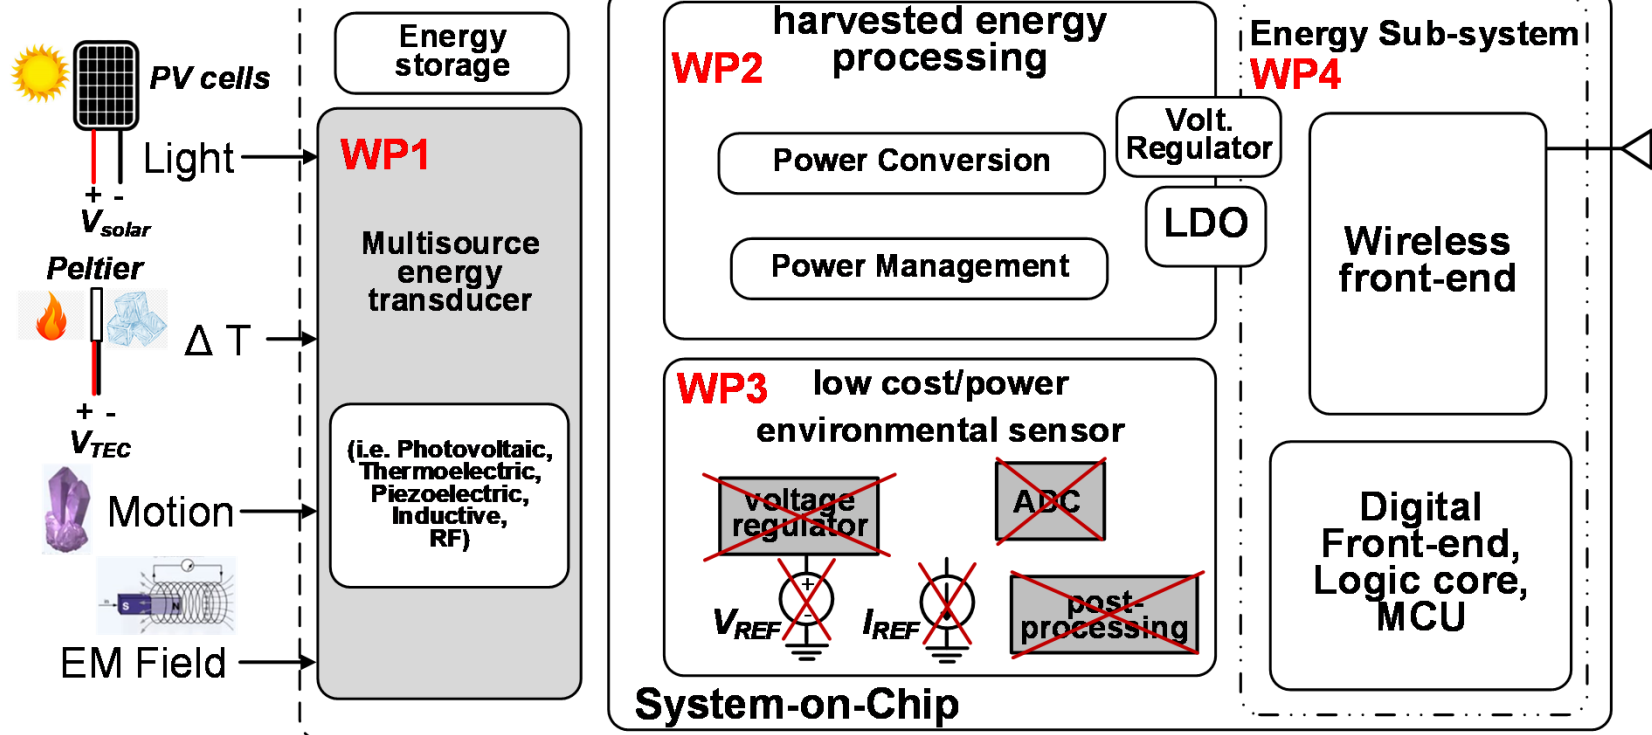 PV cells
Light
+ -
Vsolar
Peltier
Δ T
+ -
VTEC
Motion
S N
EM Field
Energy
storage
WP1
Multisource
energy
transducer
(i.e. Photovoltaic,
Thermoelectric,
Piezoelectric,
Inductive,
RF)
harvested energy
processing
WP2
Power Conversion
Power Management
Volt.
Regulator
LDO
WP3
low cost/power
environmental sensor
voltage
regulator
ADC
+
-
VREF
IREF
post-
processing
System-on-Chip
Energy Sub-system
WP4
Wireless
front-end
Digital
Front-end,
Logic core,
MCU